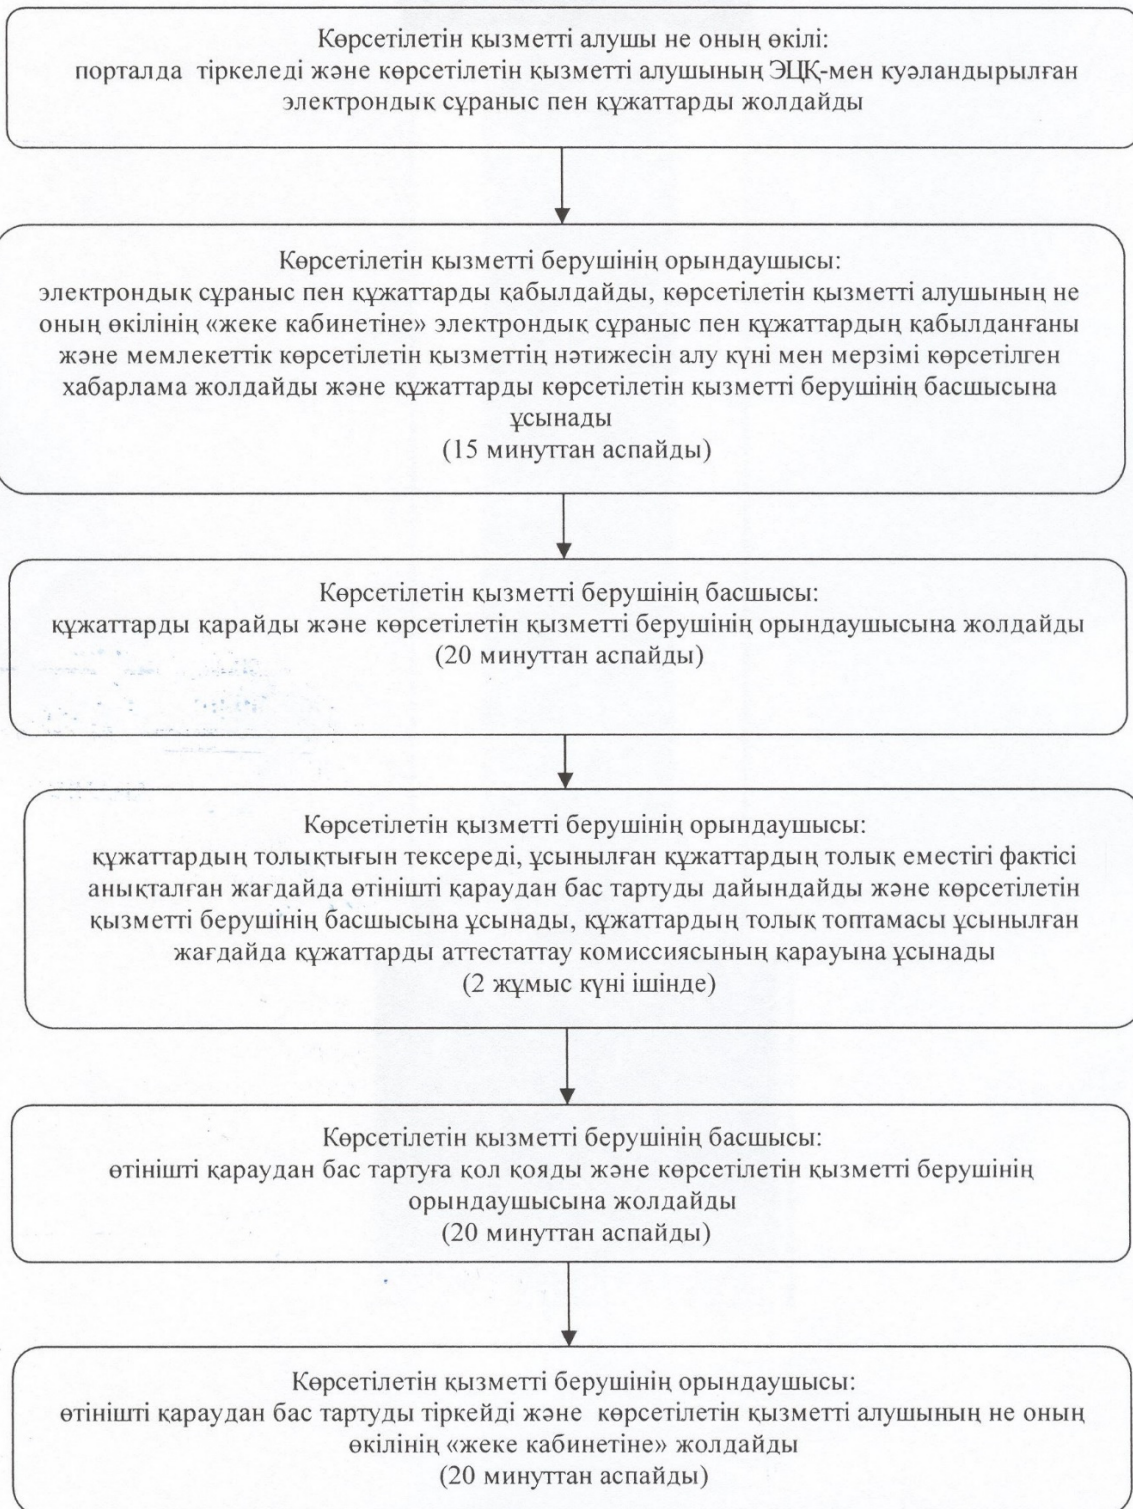 Көрсетілетін қызметті алушы не оның өкілі:
порталда тіркеледі және көрсетілетін қызметті алушының ЭЦҚ-мен куәландырылған
электрондық сұраныс пен құжаттарды жолдайды
Көрсетілетін қызметті берушінің орындаушысы:
электрондық сұраныс пен құжаттарды қабылдайды, көрсетілетін қызметті алушының не
оның өкілінің «жеке кабинетіне» электрондық сұраныс пен құжаттардың қабылданғаны
және мемлекеттік көрсетілетін қызметтің нәтижесін алу күні мен мерзімі көрсетілген
хабарлама жолдайды және құжаттарды көрсетілетін қызметті берушінің басшысына
ұсынады
(15 минуттан аспайды)
Көрсетілетін қызметті берушінің басшысы:
құжаттарды қарайды және көрсетілетін қызметті берушінің орындаушысына жолдайды
(20 минуттан аспайды)
Көрсетілетін қызметті берушінің орындаушысы:
құжаттардың толықтығын тексереді, ұсынылған құжаттардың толық еместігі фактісі
анықталған жағдайда өтінішті қараудан бас тартуды дайындайды және көрсетілетін
қызметті берушінің басшысына ұсынады, құжаттардың толық топтамасы ұсынылған
жағдайда құжаттарды аттестаттау комиссиясының қарауына ұсынады
(2 жұмыс күні ішінде)
Көрсетілетін қызметті берушінің басшысы:
өтінішті қараудан бас тартуға қол қояды және көрсетілетін қызметті берушінің
орындаушысына жолдайды
(20 минуттан аспайды)
Көрсетілетін қызметті берушінің орындаушысы:
өтінішті қараудан бас тартуды тіркейді және көрсетілетін қызметті алушының не оның
өкілінің «жеке кабинетіне» жолдайды
(20 минуттан аспайды)